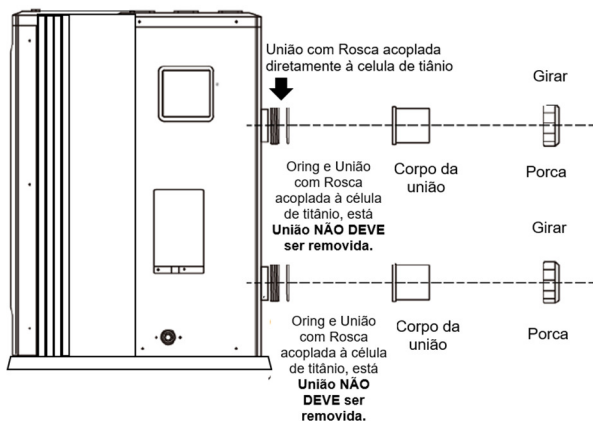 União com Rosca acoplada
diretamente à celula de tiânio
Girar
Oring e União
com Rosca
acoplada à célula
de titânio, está
União NÃO DEVE
ser removida.
Corpo da
união
Porca
Girar
Oring e União
com Rosca
acoplada à célula
de titânio, está
União NÃO
DEVE ser
removida.
Corpo da
união
Porca